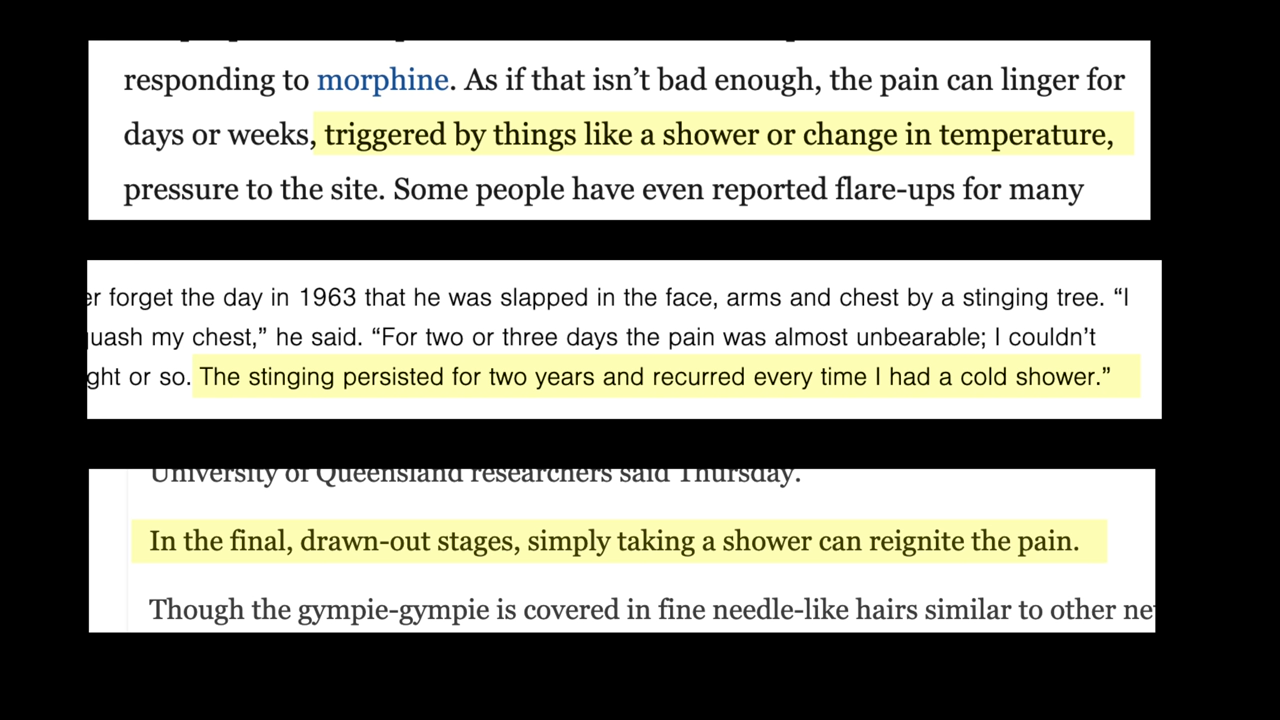 responding to morphine. As if that isn’t bad enough, the pain can linger for
days or weeks, triggered by things like a shower or change in temperature,
pressure to the site. Some people have even reported flare-ups for many
er forget the day in 1963 that he was slapped in the face, arms and chest by a stinging tree. “I
uash my chest,” he said. “For two or three days the pain was almost unbearable; I couldn’t
ght or so. The stinging persisted for two years and recurred every time I had a cold shower.”
University of Queensland researchers said Thursday.
In the final, drawn-out stages, simply taking a shower can reignite the pain.
Though the gympie-gympie is covered in fine needle-like hairs similar to other ne